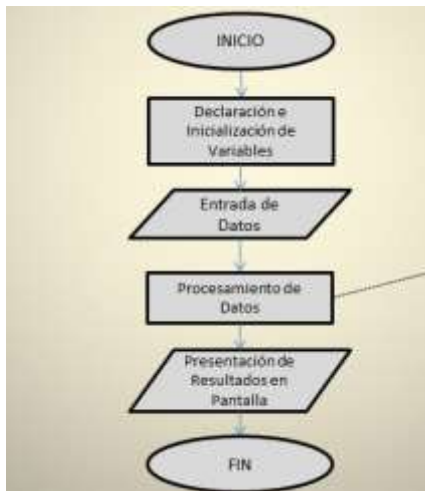 INICIO
Declaración e
Inicialización de
Variables
Entrada de
Datos
Procesamiento de
Datos
Presentación de
Resultados en
Pantalla
FIN